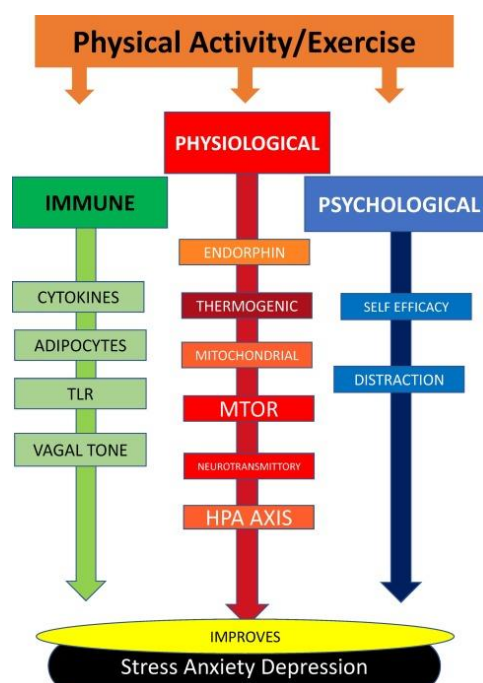 Physical Activity/Exercise
PHYSIOLOGICAL
IMMUNE
PSYCHOLOGICAL
ENDORPHIN
CYTOKINES
THERMOGENIC
SELF EFFICACY
ADIPOCYTES
MITOCHONDRIAL
DISTRACTION
TLR
MTOR
VAGAL TONE
NEUROTRANSMITTORY
HPA AXIS
IMPROVES
Stress Anxiety Depression